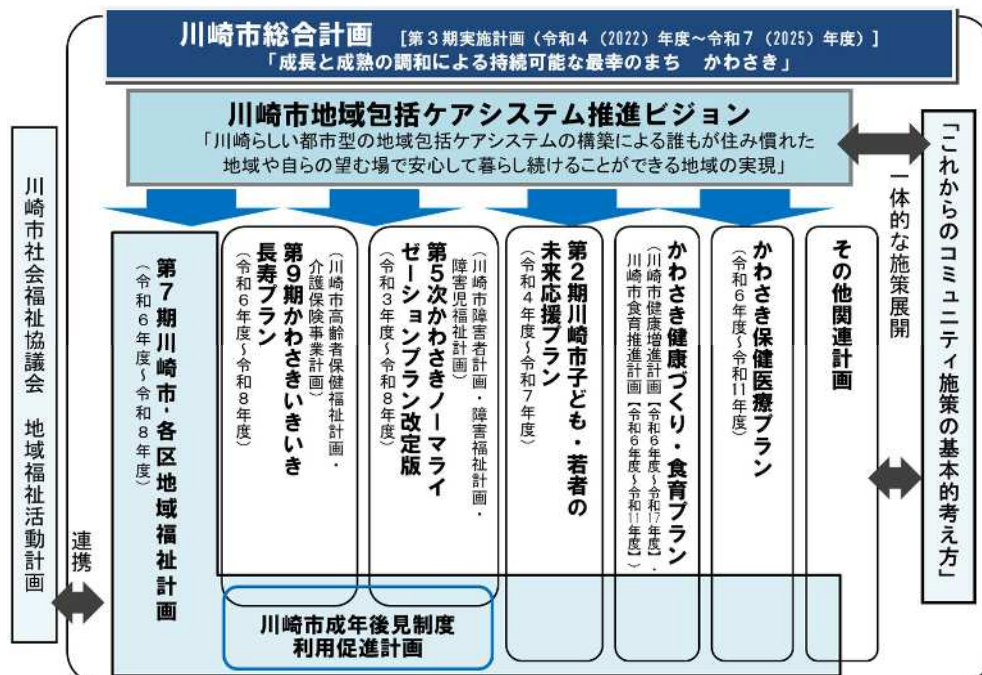 川崎市総合計画 [第3期実施計画(令和4(2022)年度～令和7(2025)年度)]
「成長と成熟の調和による持続可能な最幸のまち かわさき」
川崎市地域包括ケアシステム推進ビジョン
「川崎らしい都市型の地域包括ケアシステムの構築による誰もが住み慣れた
地域や自らの望む場で安心して暮らし続けることができる地域の実現」
川崎市社会福祉協議会 地域福祉活動計画
連携
第7期川崎市・各区地域福祉計画
(令和6年度～令和8年度)
第9期かわさきいきいき
長寿プラン
(川崎市高齢者保健福祉計画・
介護保険事業計画)
(令和6年度～令和8年度)
第5次かわさきノーマライ
ゼーションプラン改定版
(川崎市障害者計画・障害福祉計画・
障害児福祉計画)
(令和3年度～令和8年度)
第2期川崎市子ども・若者の
未来応援プラン
(令和4年度～令和7年度)
かわさき健康づくり・食育プラン
(川崎市健康増進計画【令和6年度～令和17年度】・
川崎市食育推進計画【令和6年度～令和11年度】)
かわさき保健医療プラン
(令和6年度～令和11年度)
その他関連計画
川崎市成年後見制度
利用促進計画
一体的な施策展開
「これからのコミュニティ施策の基本的考え方」